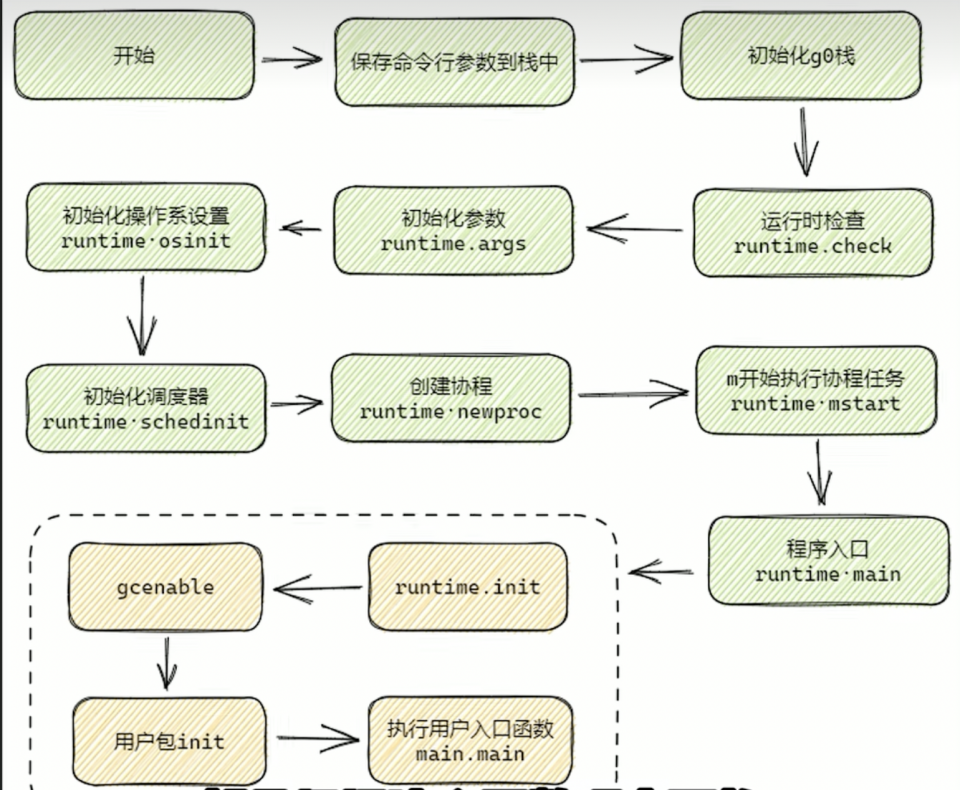 开始
保存命令行参数到栈中
初始化g0栈
运行时检查
runtime.check
初始化参数
runtime.args
初始化操作系设置
runtime·osinit
初始化调度器
runtime·schedinit
创建协程
runtime·newproc
m开始执行协程任务
runtime·mstart
程序入口
runtime·main
runtime.init
gcenable
用户包init
执行用户入口函数
main.main